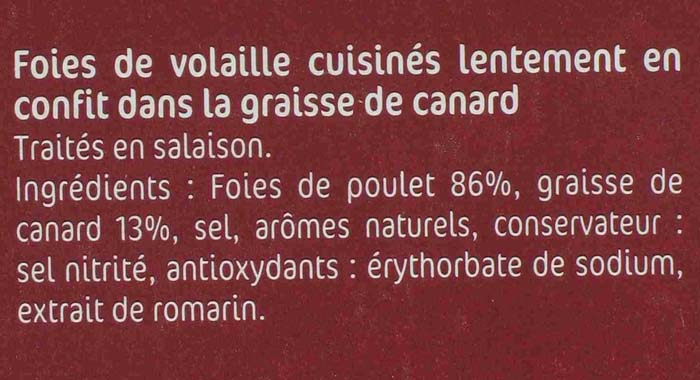 Foies de volaille cuisinés lentement en
confit dans la graisse de canard
Traités en salaison.
Ingrédients : Foies de poulet 86%, graisse de
canard 13%, sel, arômes naturels, conservateur :
sel nitrité, antioxydants : érythorbate de sodium,
extrait de romarin.